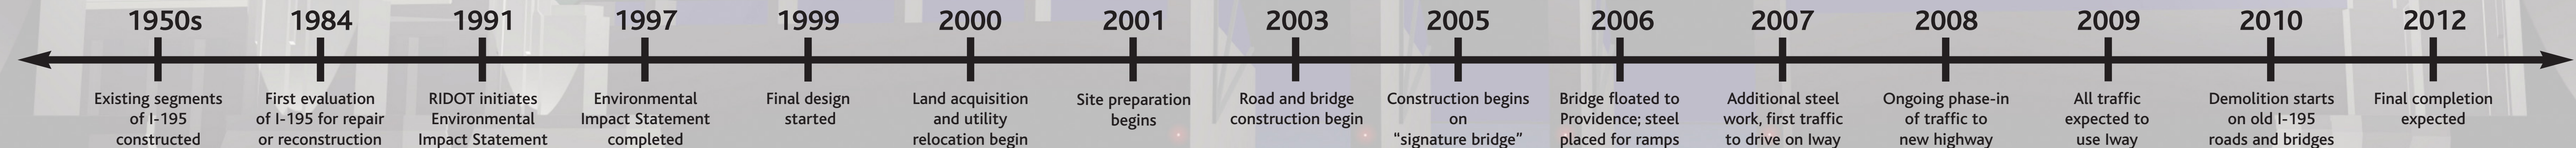 1950s
Existing segments
of I-195
constructed
1984
First evaluation
of I-195 for repair
or reconstruction
1991
RIDOT initiates
Environmental
Impact Statement
1997
Environmental
Impact Statement
completed
1999
Final design
started
2000
Land acquisition
and utility
relocation begin
2001
Site preparation
begins
2003
Road and bridge
construction begin
2005
Construction begins
on
“signature bridge”
2006
Bridge floated to
Providence; steel
placed for ramps
2007
Additional steel
work, first traffic
to drive on Iway
2008
Ongoing phase-in
of traffic to
new highway
2009
All traffic
expected to
use Iway
2010
Demolition starts
on old I-195
roads and bridges
2012
Final completion
expected